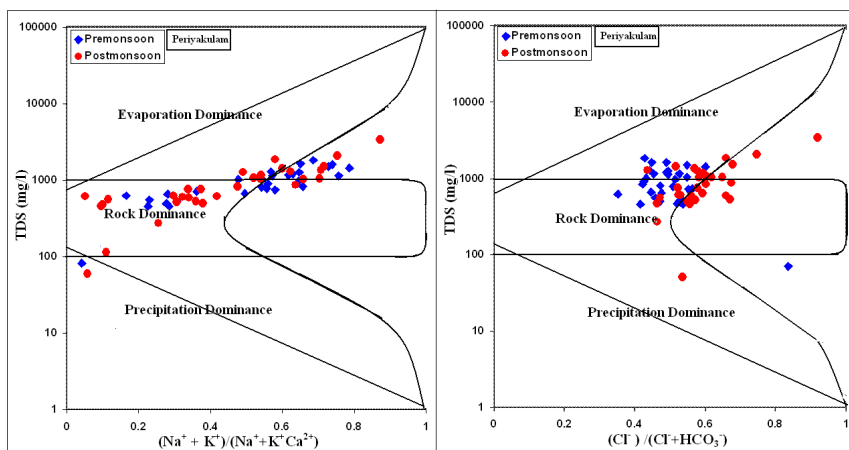 100000
10000
1000
100
10
1
TDS (mg/l)
Premonsoon
Postmonsoon
Periyakulam
Evaporation Dominance
Rock Dominance
Precipitation Dominance
0 0.2 0.4 0.6 0.8 1
(Na⁺ + K⁺)/(Na⁺+K⁺Ca²⁺)
100000
10000
1000
100
10
1
TDS (mg/l)
Premonsoon
Postmonsoon
Periyakulam
Evaporation Dominance
Rock Dominance
Precipitation Dominance
0 0.2 0.4 0.6 0.8 1
(Cl⁻) /(Cl⁻+HCO₃⁻)